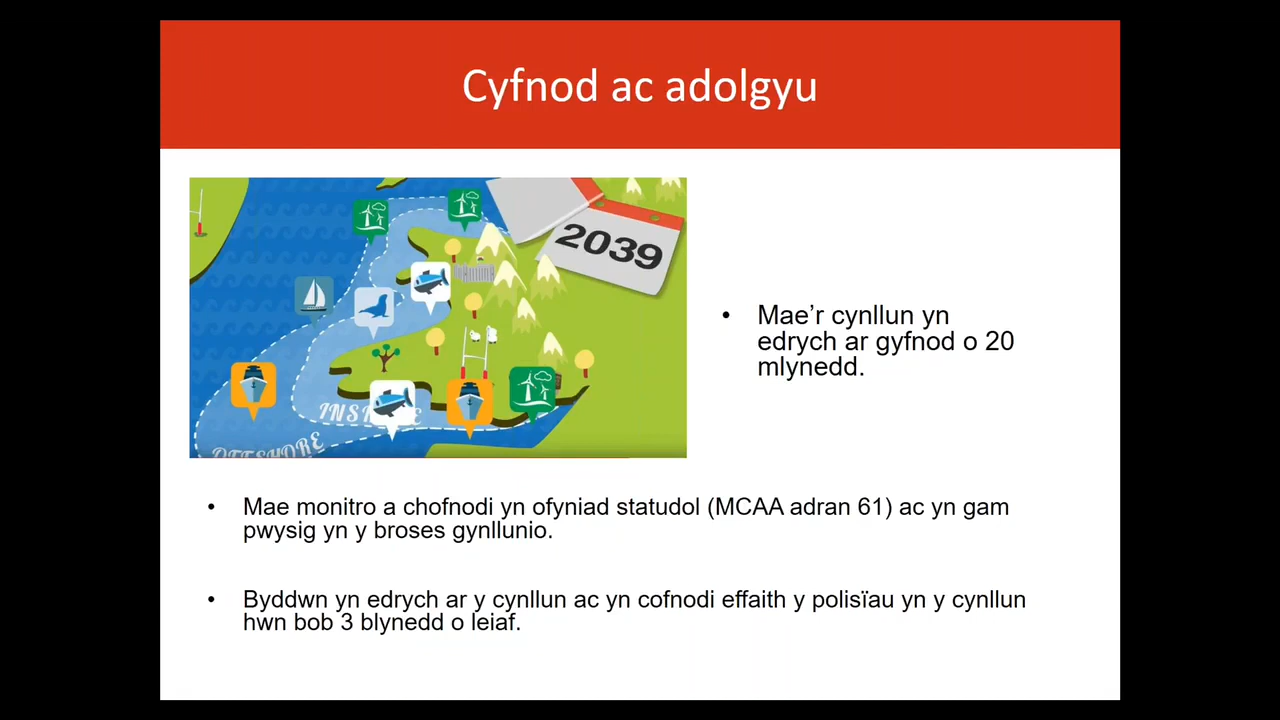 Cyfnod ac adolgyu
2039
OFFSHORE
Mae'r cynllun yn
edrych ar gyfnod o 20
mlynedd.
• Mae monitro a chofnodi yn ofyniad statudol (MCAA adran 61) ac yn gam
pwysig yn y broses gynllunio.
• Byddwn yn edrych ar y cynllun ac yn cofnodi effaith y polisïau yn y cynllun
hwn bob 3 blynedd o leiaf.